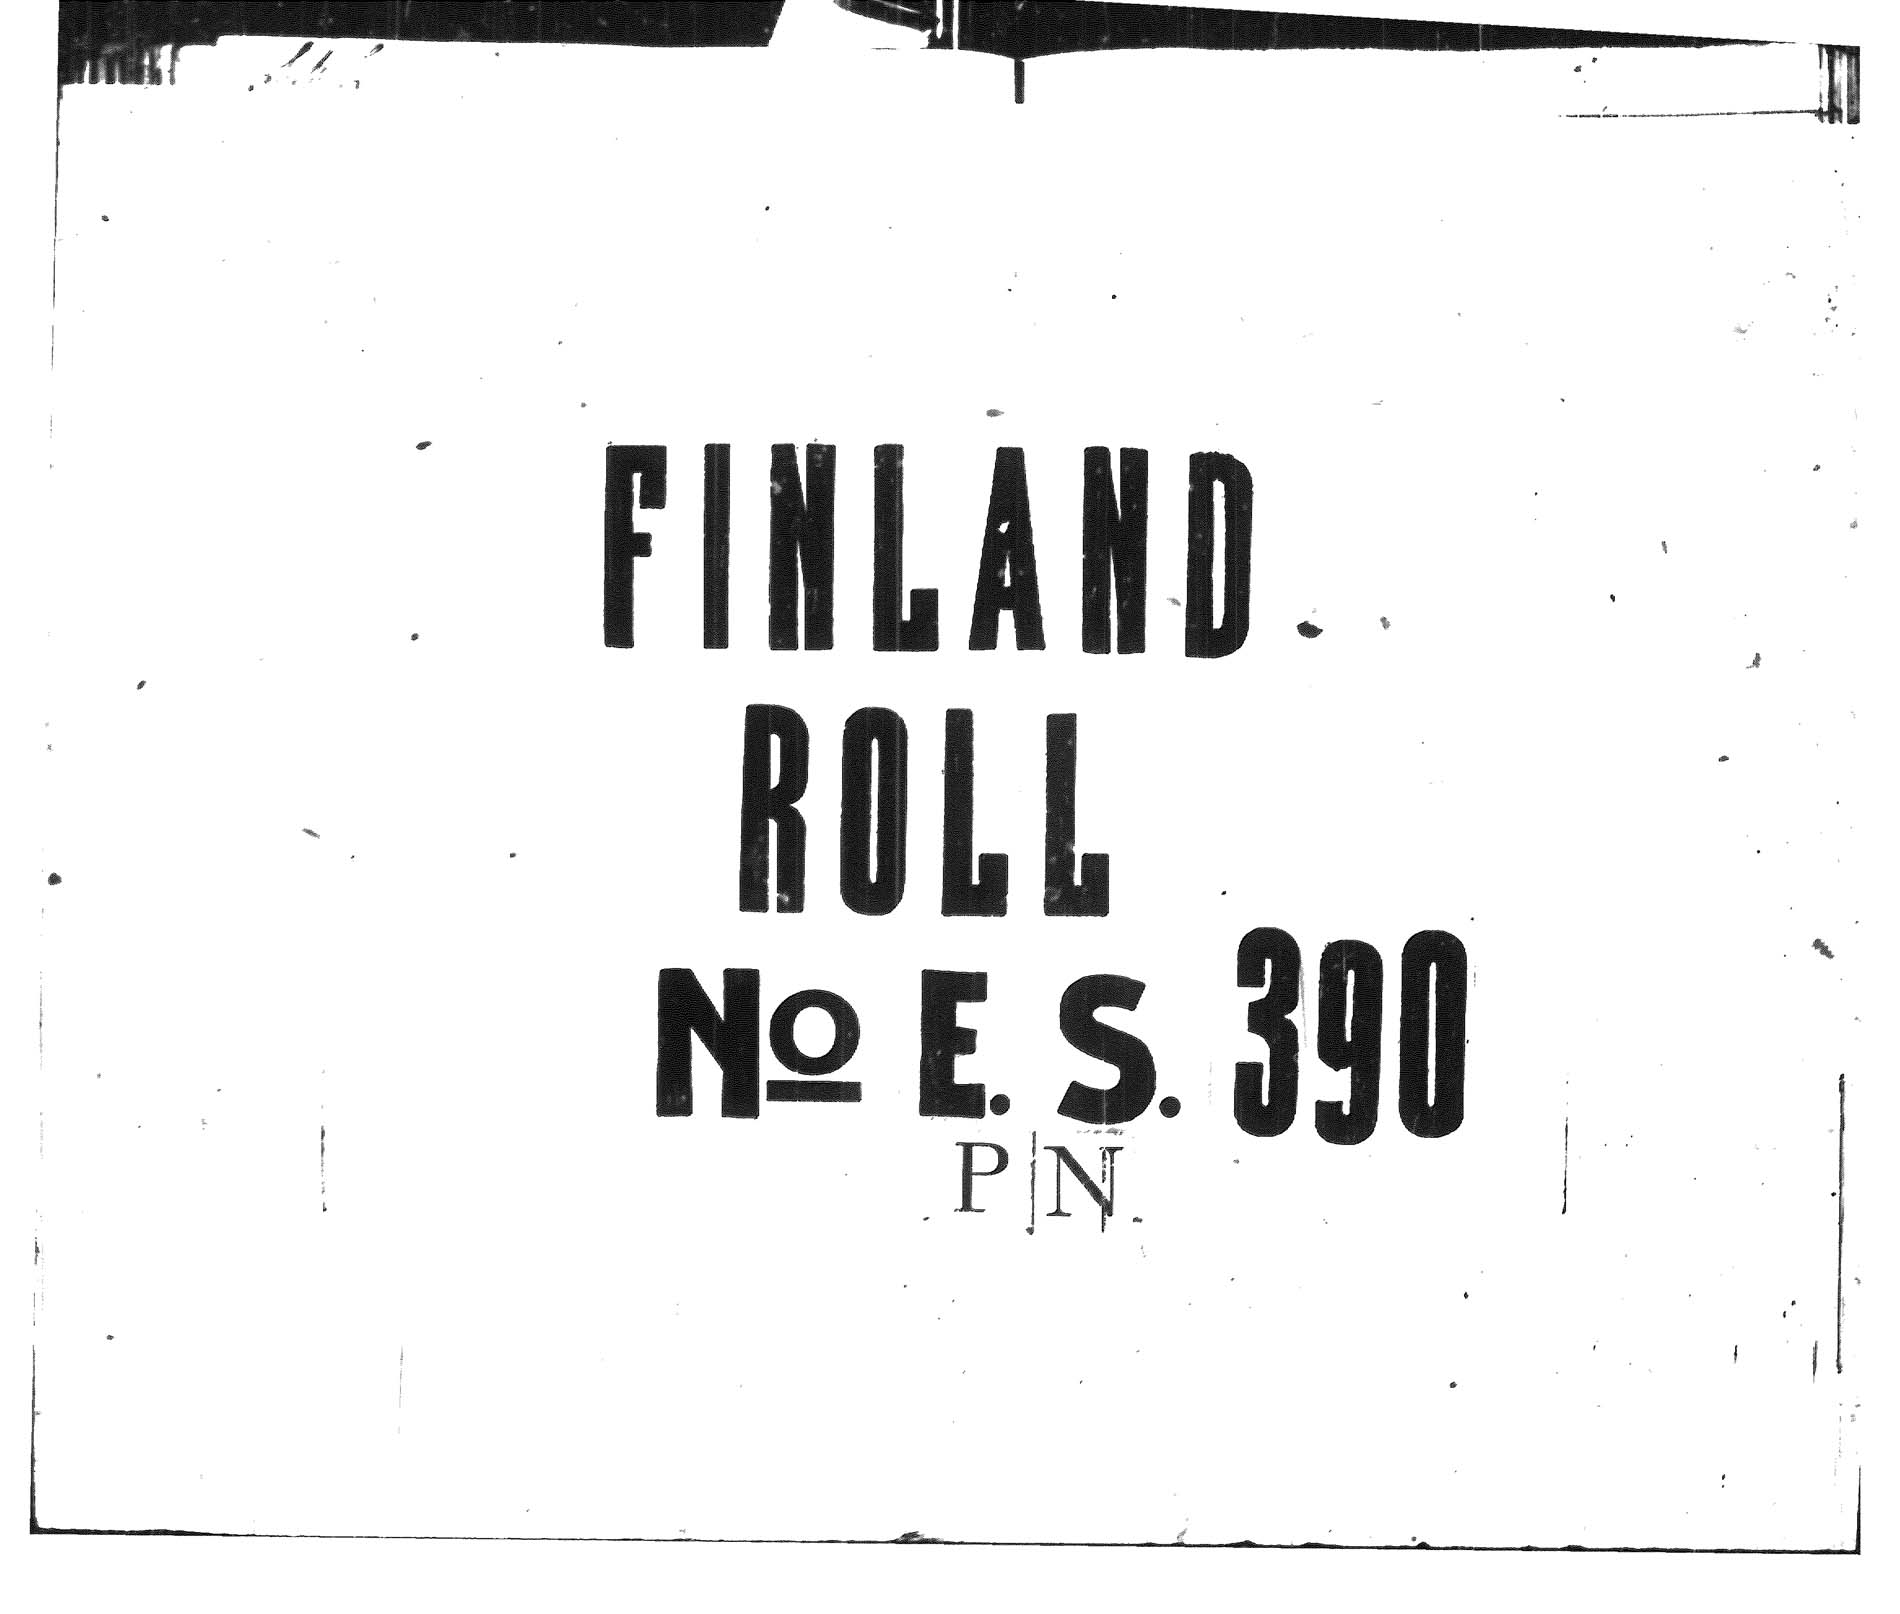 FINLAND
ROLL
No E. S. 390
P N